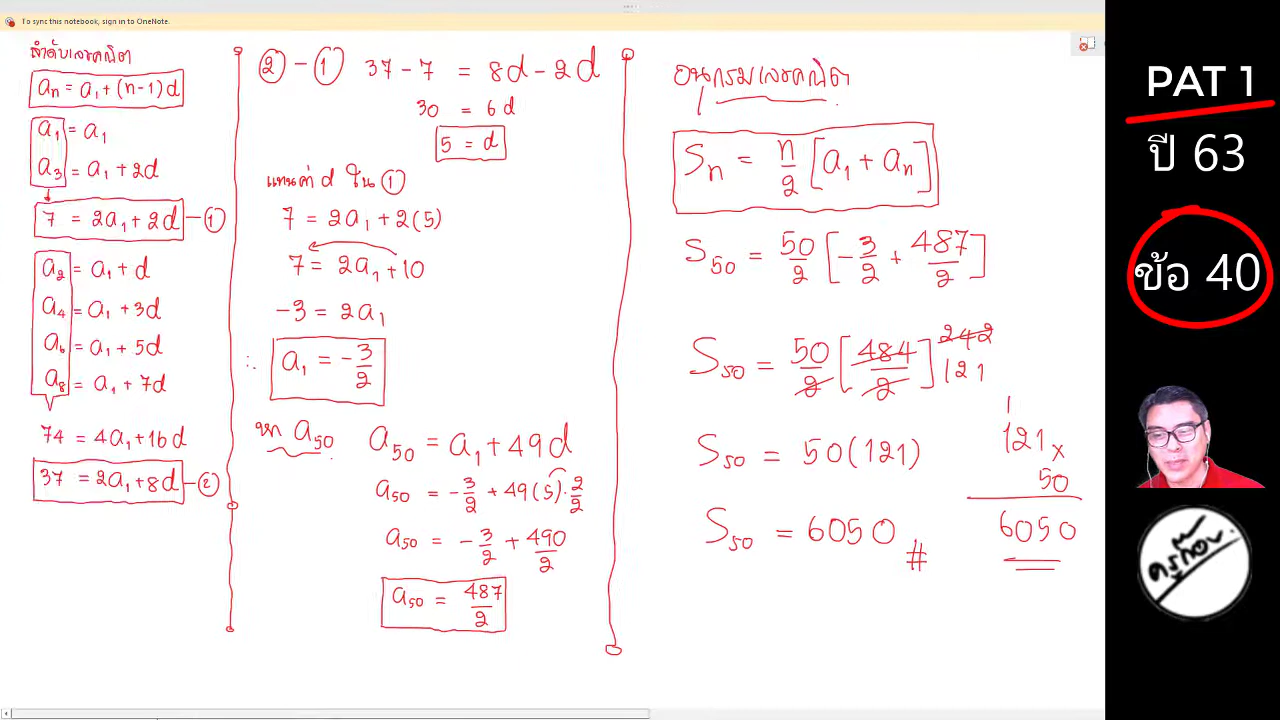 To sync this notebook, sign in to OneNote.
ลำดับเลขคณิต
aₙ = a₁ + (n-1)d
a₁ = a₁
a₃ = a₁ + 2d
7 = 2a₁ + 2d — ①
a₂ = a₁ + d
a₄ = a₁ + 3d
a₆ = a₁ + 5d
a₈ = a₁ + 7d
74 = 4a₁ + 16d
37 = 2a₁ + 8d — ②
② - ① 37 - 7 = 8d - 2d
30 = 6d
5 = d
แทนค่า d ใน ①
7 = 2a₁ + 2(5)
7 = 2a₁ + 10
-3 = 2a₁
∴ a₁ = -3/2
หา a₅₀ a₅₀ = a₁ + 49d
a₅₀ = -3/2 + 49(5)·2/2
a₅₀ = -3/2 + 490/2
a₅₀ = 487/2
อนุกรมเลขคณิต
Sₙ = n/2 [a₁ + aₙ]
S₅₀ = 50/2 [-3/2 + 487/2]
S₅₀ = 50/2 [484/2] 242
121
S₅₀ = 50(121)
S₅₀ = 6050 #
1
121 x
50
6050
PAT 1
ปี 63
ข้อ 40
ครูก้อบ